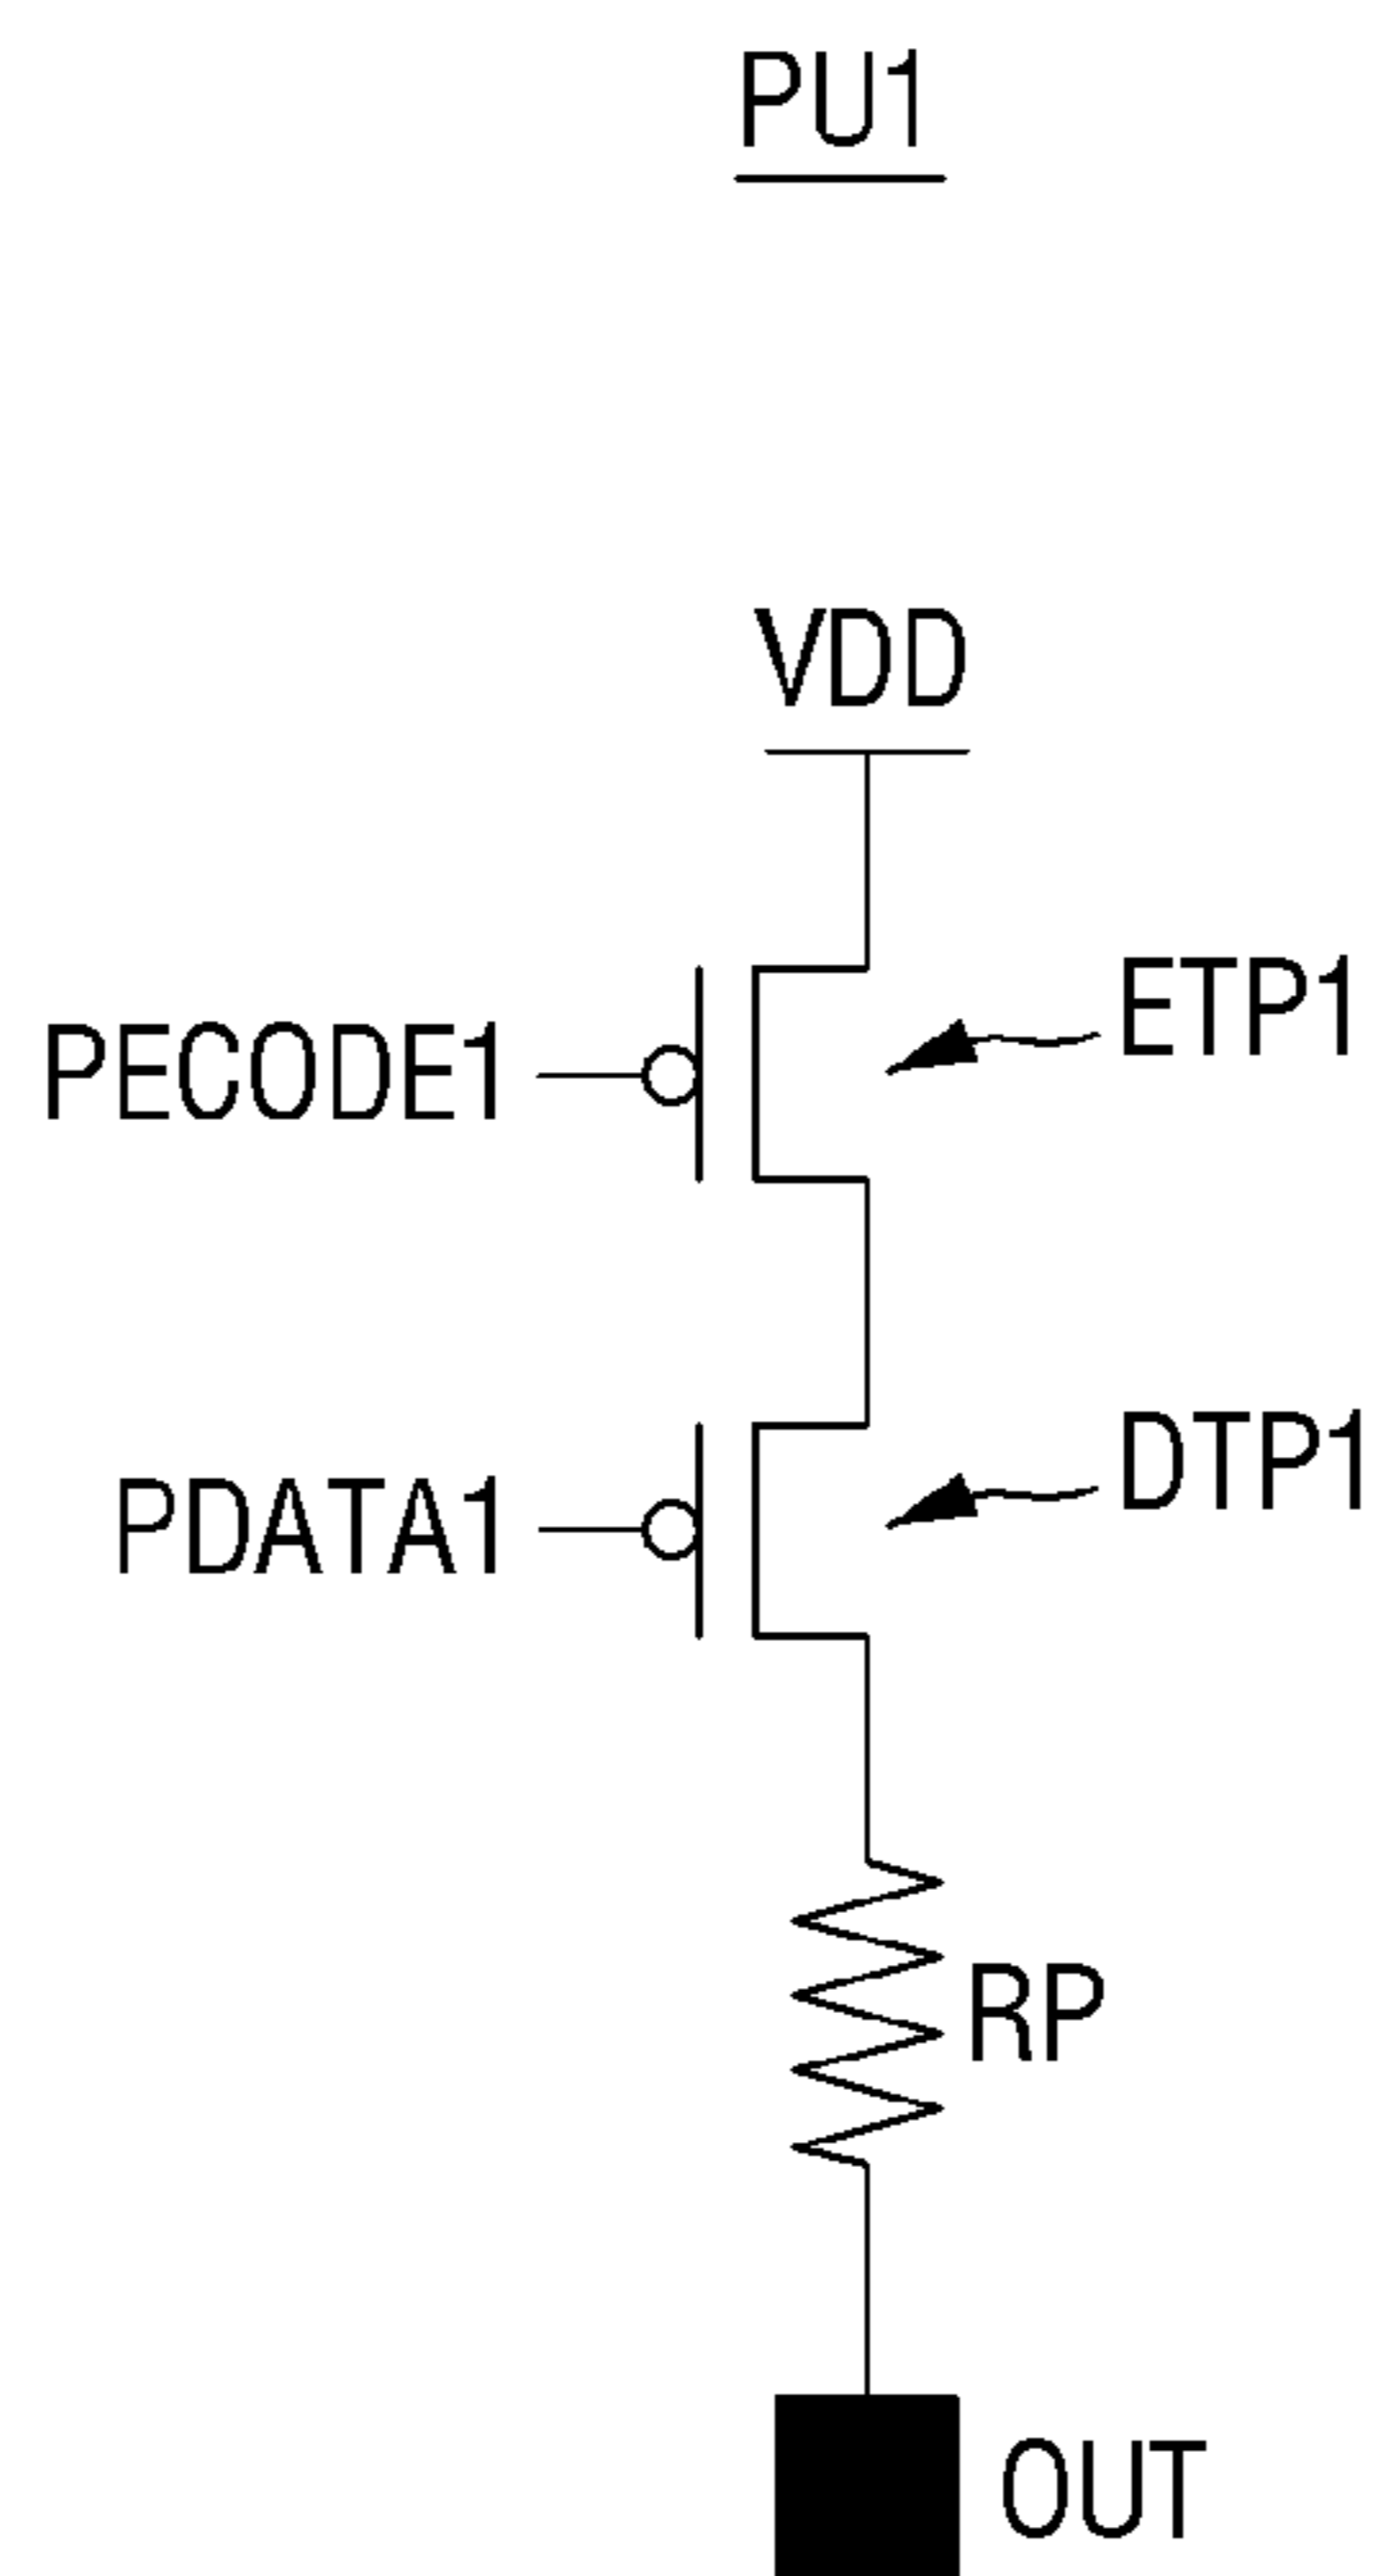 PU1
VDD
ETP1
PECODE1
DTP1
PDATA1
RP
OUT